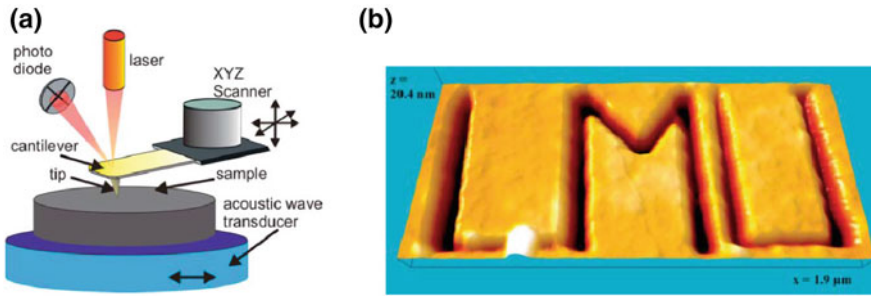 (a)
photo
diode
laser
XYZ
Scanner
cantilever
tip
sample
acoustic wave
transducer
(b)
z =
20.4 nm
x = 1.9 µm